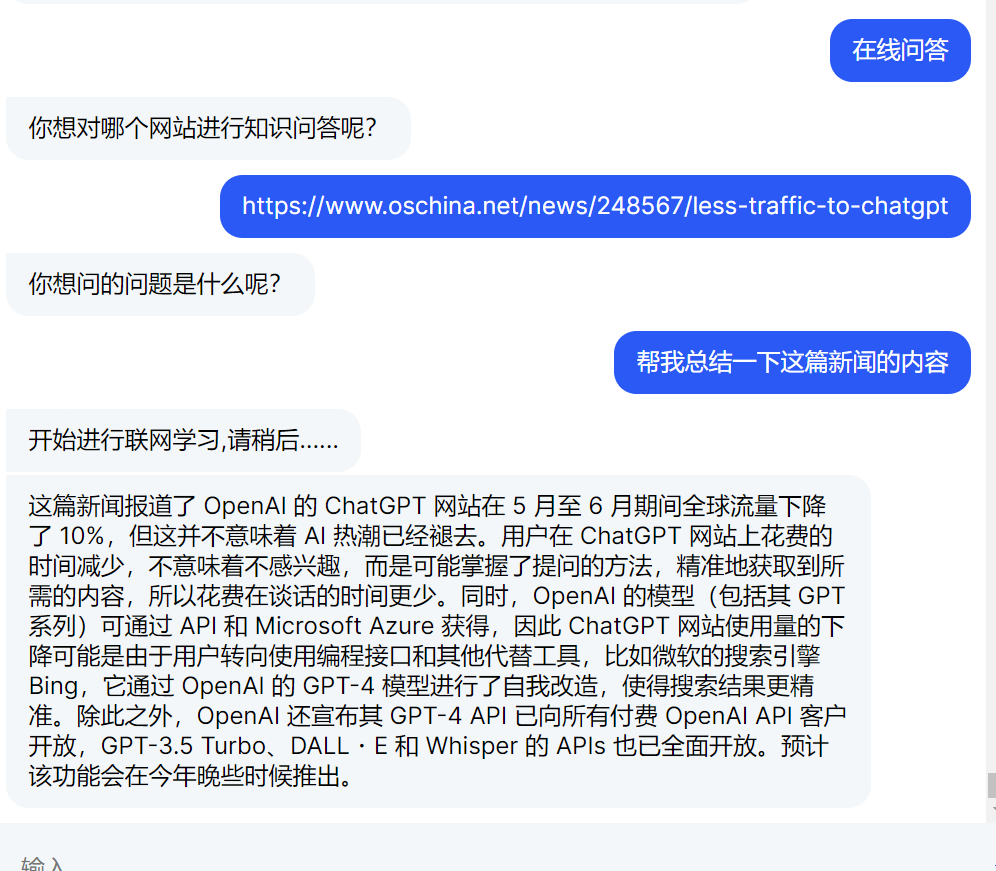 在线问答
你想对哪个网站进行知识问答呢？
https://www.oschina.net/news/248567/less-traffic-to-chatgpt
你想问的问题是什么呢？
帮我总结一下这篇新闻的内容
开始进行联网学习,请稍后......
这篇新闻报道了 OpenAI 的 ChatGPT 网站在 5 月至 6 月期间全球流量下降
了 10%，但这并不意味着 AI 热潮已经褪去。用户在 ChatGPT 网站上花费的
时间减少，不意味着不感兴趣，而是可能掌握了提问的方法，精准地获取到所
需的内容，所以花费在谈话的时间更少。同时，OpenAI 的模型（包括其 GPT
系列）可通过 API 和 Microsoft Azure 获得，因此 ChatGPT 网站使用量的下
降可能是由于用户转向使用编程接口和其他代替工具，比如微软的搜索引擎
Bing，它通过 OpenAI 的 GPT-4 模型进行了自我改造，使得搜索结果更精
准。除此之外，OpenAI 还宣布其 GPT-4 API 已向所有付费 OpenAI API 客户
开放，GPT-3.5 Turbo、DALL・E 和 Whisper 的 APIs 也已全面开放。预计
该功能会在今年晚些时候推出。
输入